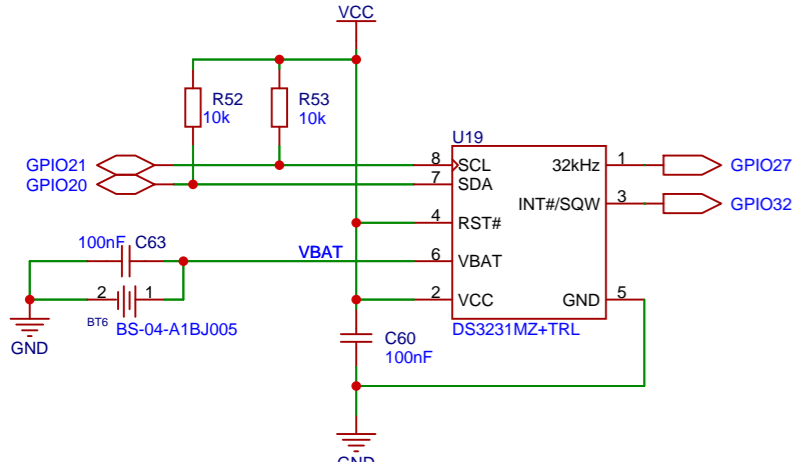 VCC
R52
10k
R53
10k
U19
GPIO21
GPIO20
8
7
4
6
2
SCL
SDA
RST#
VBAT
VCC
32kHz
INT#/SQW
GND
1
3
5
GPIO27
GPIO32
DS3231MZ+TRL
100nF C63
VBAT
2
1
BT6
BS-04-A1BJ005
GND
C60
100nF
GND